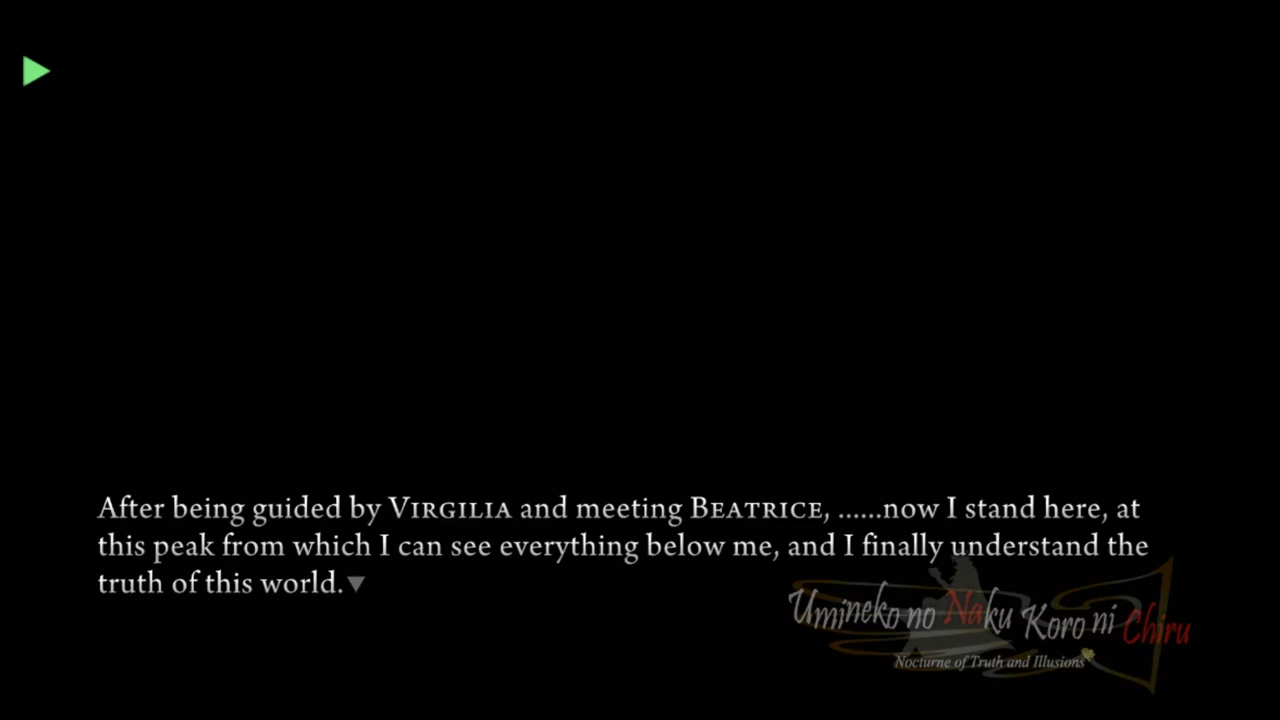 After being guided by VIRGILIA and meeting BEATRICE, ......now I stand here, at
this peak from which I can see everything below me, and I finally understand the
truth of this world.
Umineko no Naku Koro ni Chiru
Nocturne of Truth and Illusions